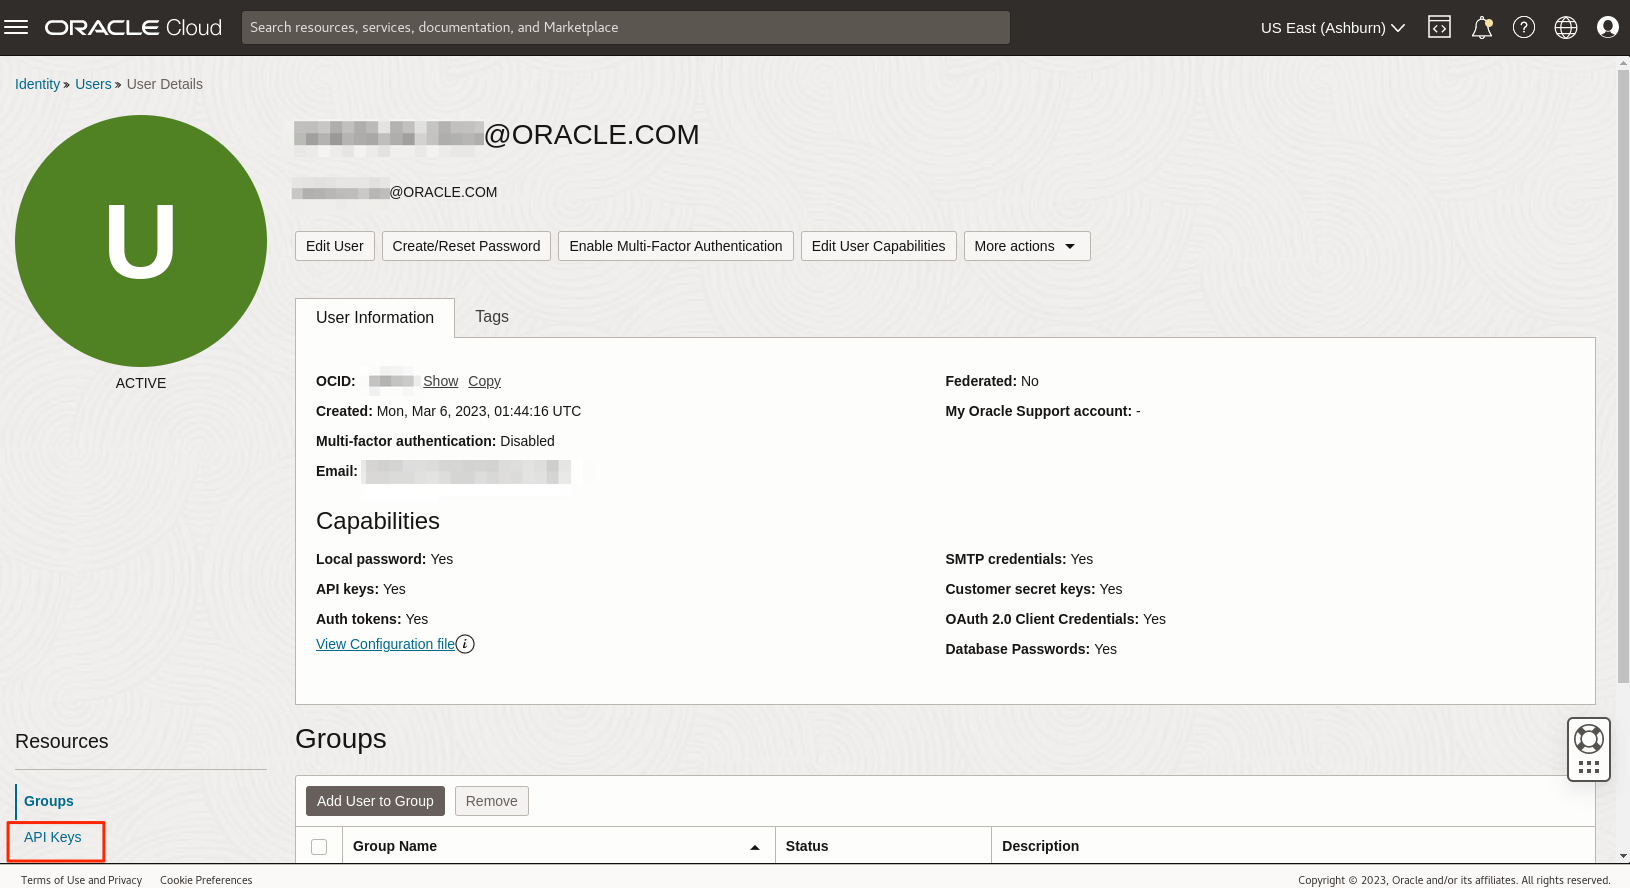 ORACLE Cloud
Search resources, services, documentation, and Marketplace
US East (Ashburn)
Identity » Users » User Details
@ORACLE.COM
@ORACLE.COM
U
ACTIVE
Edit User
Create/Reset Password
Enable Multi-Factor Authentication
Edit User Capabilities
More actions
User Information
Tags
OCID: Show Copy
Created: Mon, Mar 6, 2023, 01:44:16 UTC
Multi-factor authentication: Disabled
Email:
Federated: No
My Oracle Support account: -
Capabilities
Local password: Yes
API keys: Yes
Auth tokens: Yes
View Configuration file i
SMTP credentials: Yes
Customer secret keys: Yes
OAuth 2.0 Client Credentials: Yes
Database Passwords: Yes
Resources
Groups
API Keys
Groups
Add User to Group
Remove
Group Name
Status
Description
Terms of Use and Privacy
Cookie Preferences
Copyright © 2023, Oracle and/or its affiliates. All rights reserved.